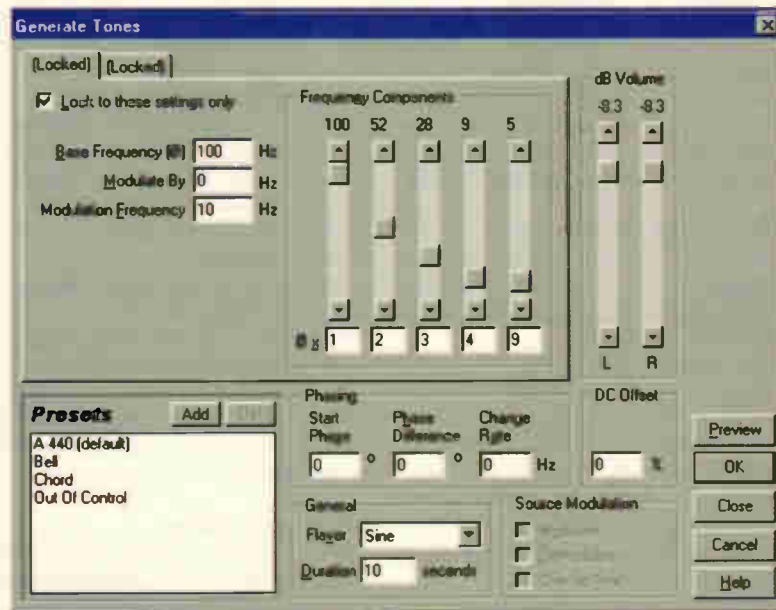 Generate Tones
(Locked) (Locked)
Lock to these settings only
Base Frequency (Ø) 100 Hz
Modulate By 0 Hz
Modulation Frequency 10 Hz
Frequency Components
100 52 28 9 5
Ø x 1 2 3 4 9
dB Volume
-8.3 -8.3
L R
Presets Add Del
A 440 (default)
Bell
Chord
Out Of Control
Phasing
Start Phase Phase Difference Change Rate
0 ° 0 ° 0 Hz
DC Offset
0 %
General
Flavor Sine
Duration 10 seconds
Source Modulation
Preview
OK
Close
Cancel
Help